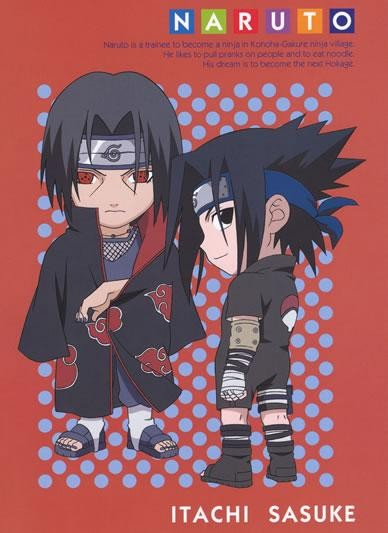 NARUTO
Naruto is a trainee to become a ninja in Konoha-Gakure ninja village.
He likes to pull pranks on people and to eat noodle.
His dream is to become the next Hokage.
ITACHI SASUKE